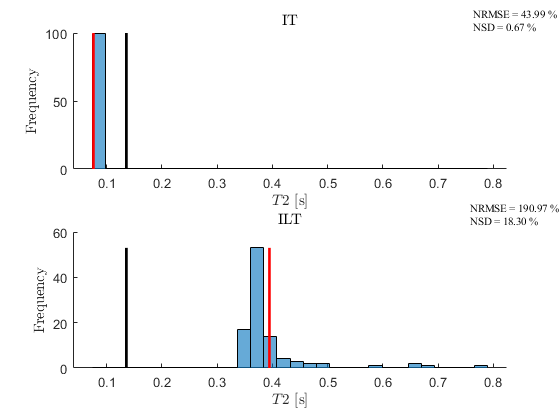 IT
NRMSE = 43.99 %
NSD = 0.67 %
100
50
0
Frequency
0.1 0.2 0.3 0.4 0.5 0.6 0.7 0.8
T2 [s]
ILT
NRMSE = 190.97 %
NSD = 18.30 %
60
40
20
0
Frequency
0.1 0.2 0.3 0.4 0.5 0.6 0.7 0.8
T2 [s]